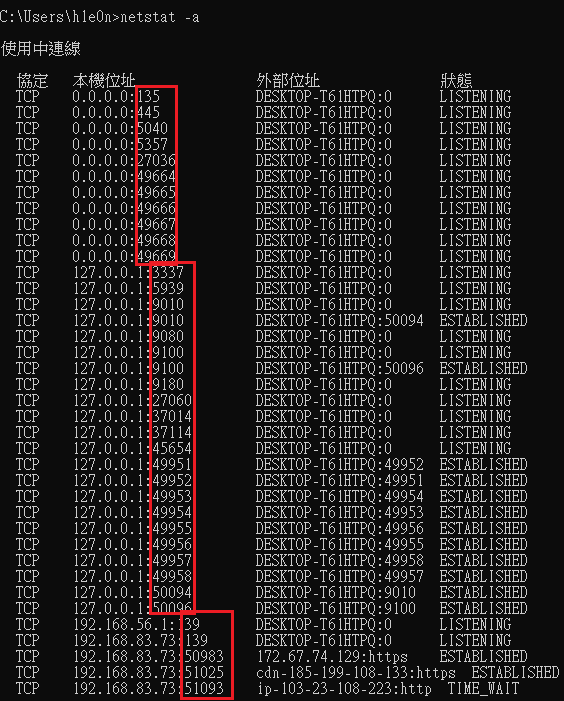 C:\Users\h1e0n>netstat -a
使用中連線
協定 本機位址 外部位址 狀態
TCP 0.0.0.0:135 DESKTOP-T61HTPQ:0 LISTENING
TCP 0.0.0.0:445 DESKTOP-T61HTPQ:0 LISTENING
TCP 0.0.0.0:5040 DESKTOP-T61HTPQ:0 LISTENING
TCP 0.0.0.0:5357 DESKTOP-T61HTPQ:0 LISTENING
TCP 0.0.0.0:27036 DESKTOP-T61HTPQ:0 LISTENING
TCP 0.0.0.0:49664 DESKTOP-T61HTPQ:0 LISTENING
TCP 0.0.0.0:49665 DESKTOP-T61HTPQ:0 LISTENING
TCP 0.0.0.0:49666 DESKTOP-T61HTPQ:0 LISTENING
TCP 0.0.0.0:49667 DESKTOP-T61HTPQ:0 LISTENING
TCP 0.0.0.0:49668 DESKTOP-T61HTPQ:0 LISTENING
TCP 0.0.0.0:49669 DESKTOP-T61HTPQ:0 LISTENING
TCP 127.0.0.1:3337 DESKTOP-T61HTPQ:0 LISTENING
TCP 127.0.0.1:5939 DESKTOP-T61HTPQ:0 LISTENING
TCP 127.0.0.1:9010 DESKTOP-T61HTPQ:0 LISTENING
TCP 127.0.0.1:9010 DESKTOP-T61HTPQ:50094 ESTABLISHED
TCP 127.0.0.1:9080 DESKTOP-T61HTPQ:0 LISTENING
TCP 127.0.0.1:9100 DESKTOP-T61HTPQ:0 LISTENING
TCP 127.0.0.1:9100 DESKTOP-T61HTPQ:50096 ESTABLISHED
TCP 127.0.0.1:9180 DESKTOP-T61HTPQ:0 LISTENING
TCP 127.0.0.1:27060 DESKTOP-T61HTPQ:0 LISTENING
TCP 127.0.0.1:37014 DESKTOP-T61HTPQ:0 LISTENING
TCP 127.0.0.1:37114 DESKTOP-T61HTPQ:0 LISTENING
TCP 127.0.0.1:45654 DESKTOP-T61HTPQ:0 LISTENING
TCP 127.0.0.1:49951 DESKTOP-T61HTPQ:49952 ESTABLISHED
TCP 127.0.0.1:49952 DESKTOP-T61HTPQ:49951 ESTABLISHED
TCP 127.0.0.1:49953 DESKTOP-T61HTPQ:49954 ESTABLISHED
TCP 127.0.0.1:49954 DESKTOP-T61HTPQ:49953 ESTABLISHED
TCP 127.0.0.1:49955 DESKTOP-T61HTPQ:49956 ESTABLISHED
TCP 127.0.0.1:49956 DESKTOP-T61HTPQ:49955 ESTABLISHED
TCP 127.0.0.1:49957 DESKTOP-T61HTPQ:49958 ESTABLISHED
TCP 127.0.0.1:49958 DESKTOP-T61HTPQ:49957 ESTABLISHED
TCP 127.0.0.1:50094 DESKTOP-T61HTPQ:9010 ESTABLISHED
TCP 127.0.0.1:50096 DESKTOP-T61HTPQ:9100 ESTABLISHED
TCP 192.168.56.1:139 DESKTOP-T61HTPQ:0 LISTENING
TCP 192.168.83.73:139 DESKTOP-T61HTPQ:0 LISTENING
TCP 192.168.83.73:50983 172.67.74.129:https ESTABLISHED
TCP 192.168.83.73:51025 cdn-185-199-108-133:https ESTABLISHED
TCP 192.168.83.73:51093 ip-103-23-108-223:http TIME_WAIT